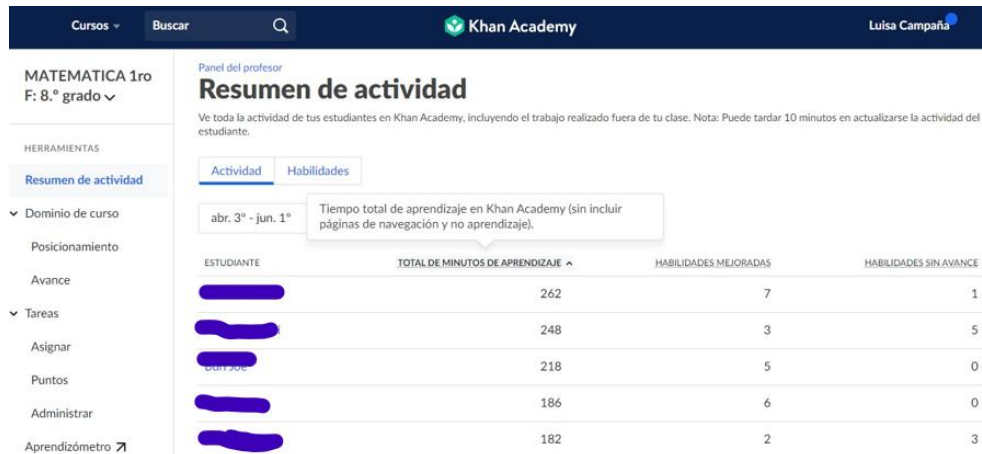 Cursos
Buscar
Khan Academy
Luisa Campaña
MATEMATICA 1ro
F: 8.º grado
HERRAMIENTAS
Resumen de actividad
Dominio de curso
Posicionamiento
Avance
Tareas
Asignar
Puntos
Administrar
Aprendizómetro
Panel del profesor
Resumen de actividad
Ve toda la actividad de tus estudiantes en Khan Academy, incluyendo el trabajo realizado fuera de tu clase. Nota: Puede tardar 10 minutos en actualizarse la actividad del
estudiante.
Actividad Habilidades
abr. 3º - jun. 1º
Tiempo total de aprendizaje en Khan Academy (sin incluir
páginas de navegación y no aprendizaje).
ESTUDIANTE TOTAL DE MINUTOS DE APRENDIZAJE HABILIDADES MEJORADAS HABILIDADES SIN AVANCE
262 7 1
248 3 5
218 5 0
186 6 0
182 2 3